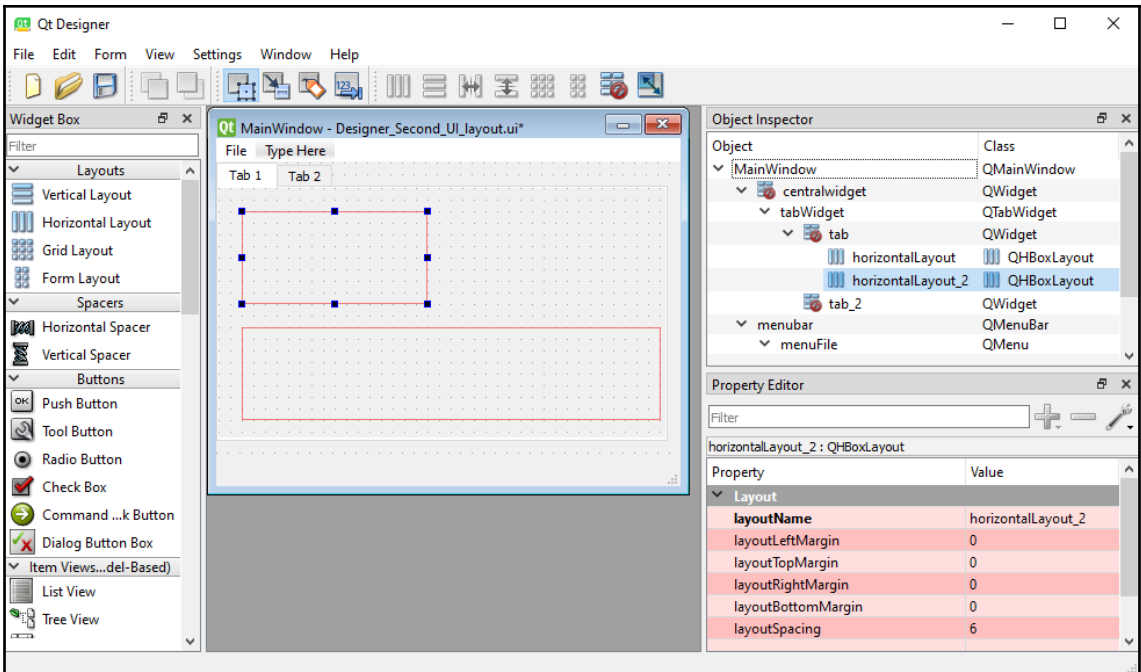 Qt Designer
File Edit Form View Settings Window Help
123
Widget Box
Filter
Layouts
Vertical Layout
Horizontal Layout
Grid Layout
Form Layout
Spacers
Horizontal Spacer
Vertical Spacer
Buttons
OK Push Button
Tool Button
Radio Button
Check Box
Command ...k Button
Dialog Button Box
Item Views...del-Based)
List View
Tree View
Qt MainWindow - Designer_Second_UI_layout.ui*
File Type Here
Tab 1 Tab 2
Object Inspector
Object Class
MainWindow QMainWindow
centralwidget QWidget
tabWidget QTabWidget
tab QWidget
horizontalLayout QHBoxLayout
horizontalLayout_2 QHBoxLayout
tab_2 QWidget
menubar QMenuBar
menuFile QMenu
Property Editor
Filter
horizontalLayout_2 : QHBoxLayout
Property Value
Layout
layoutName horizontalLayout_2
layoutLeftMargin 0
layoutTopMargin 0
layoutRightMargin 0
layoutBottomMargin 0
layoutSpacing 6